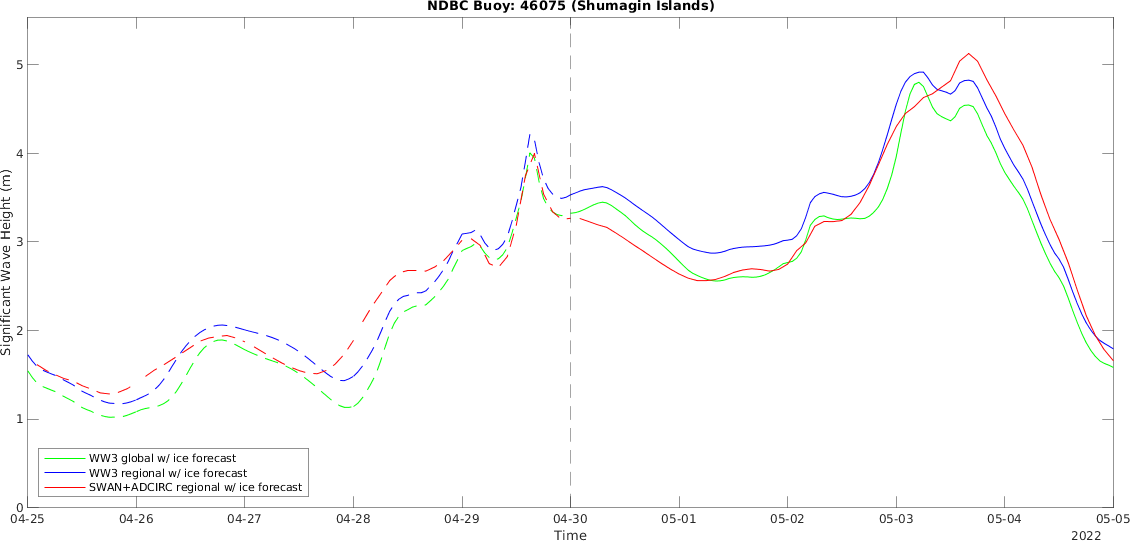 NDBC Buoy: 46075 (Shumagin Islands)
Significant Wave Height (m)
5
4
3
2
1
0
WW3 global w/ ice forecast
WW3 regional w/ ice forecast
SWAN+ADCIRC regional w/ ice forecast
04-25 04-26 04-27 04-28 04-29 04-30 05-01 05-02 05-03 05-04 05-05
Time
2022